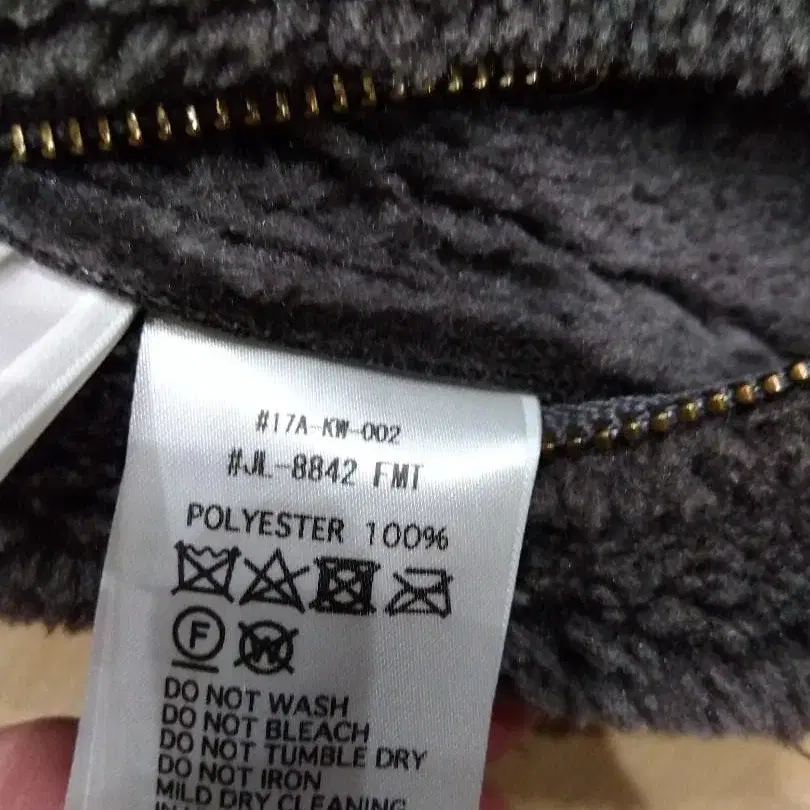 #17A-KW-002
#JL-8842 FMT
POLYESTER 100%
F W
DO NOT WASH
DO NOT BLEACH
DO NOT TUMBLE DRY
DO NOT IRON
MILD DRY CLEANING